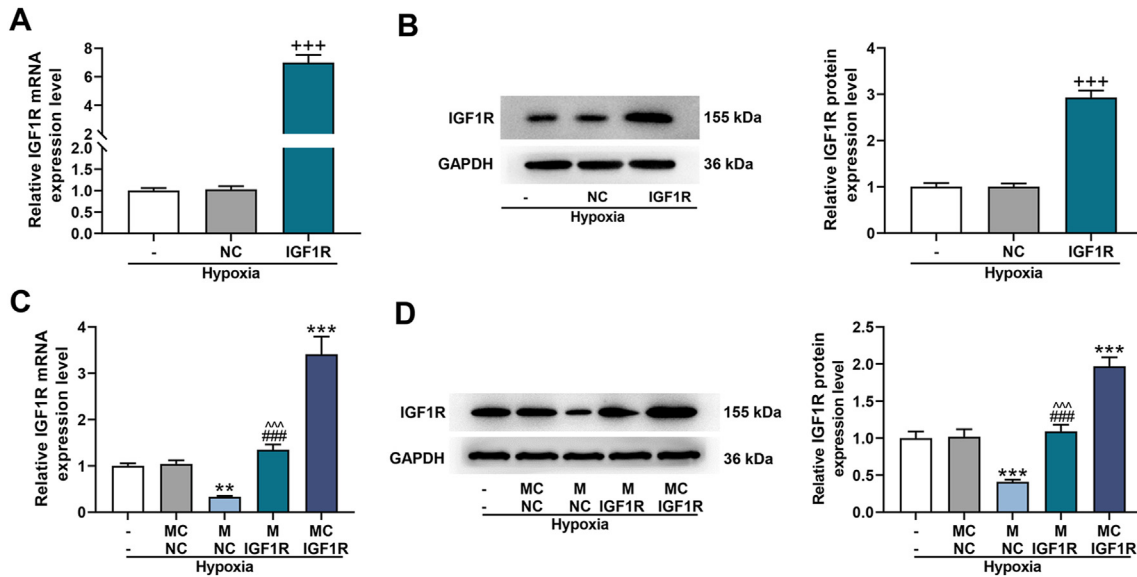 A
Relative IGF1R mRNA
expression level
8
6
4
2
2.0
1.5
1.0
0.5
0.0
+++
- NC IGF1R
Hypoxia
B
IGF1R 155 kDa
GAPDH 36 kDa
- NC IGF1R
Hypoxia
Relative IGF1R protein
expression level
4
3
2
1
0
+++
- NC IGF1R
Hypoxia
C
Relative IGF1R mRNA
expression level
4
3
2
1
0
**
^^^
###
***
- MC M M MC
- NC NC IGF1R IGF1R
Hypoxia
D
IGF1R 155 kDa
GAPDH 36 kDa
- MC M M MC
- NC NC IGF1R IGF1R
Hypoxia
Relative IGF1R protein
expression level
2.5
2.0
1.5
1.0
0.5
0.0
***
^^^
###
***
- MC M M MC
- NC NC IGF1R IGF1R
Hypoxia